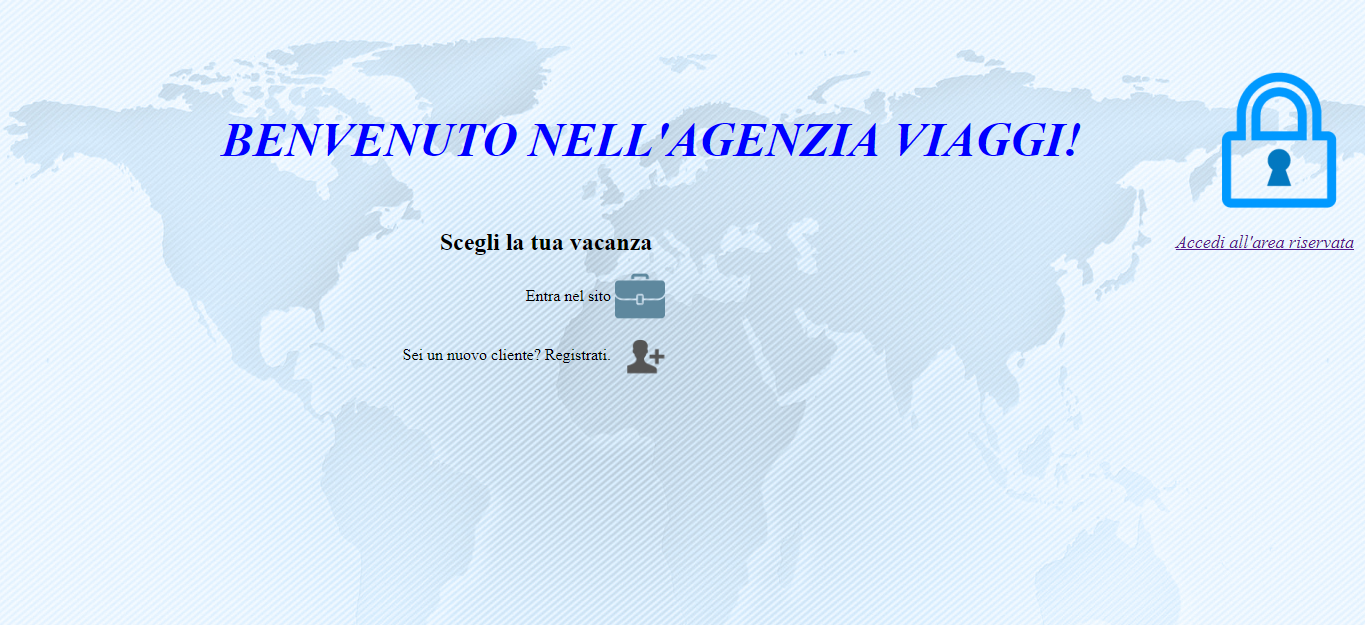 BENVENUTO NELL'AGENZIA VIAGGI!
Scegli la tua vacanza
Accedi all'area riservata
Entra nel sito
Sei un nuovo cliente? Registrati.